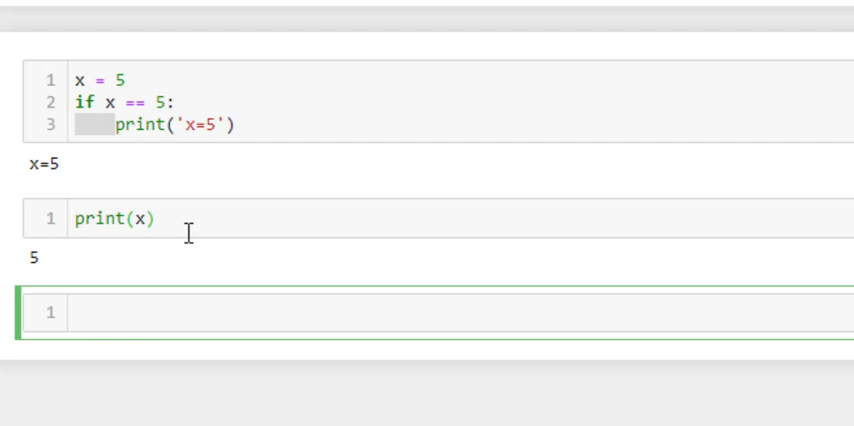 1 x = 5
2 if x == 5:
3     print('x=5')
x=5
1 print(x)
5
1